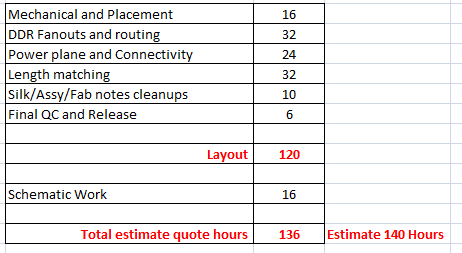 Mechanical and Placement 16
DDR Fanouts and routing 32
Power plane and Connectivity 24
Length matching 32
Silk/Assy/Fab notes cleanups 10
Final QC and Release 6
Layout 120
Schematic Work 16
Total estimate quote hours 136 Estimate 140 Hours